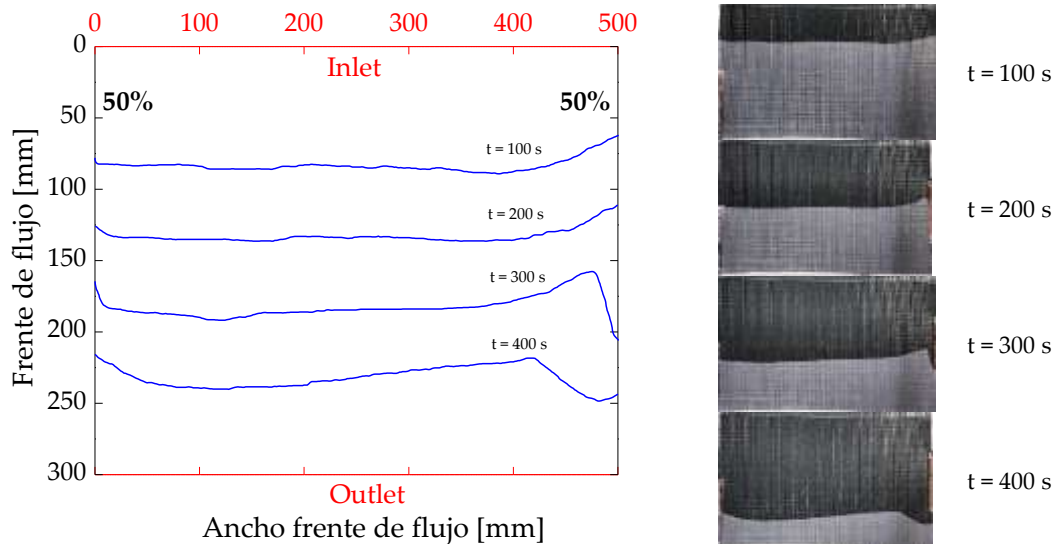 0 100 200 300 400 500
Inlet
50% 50%
0
50
100
150
200
250
300
Frente de flujo [mm]
t = 100 s
t = 200 s
t = 300 s
t = 400 s
Outlet
Ancho frente de flujo [mm]
t = 100 s
t = 200 s
t = 300 s
t = 400 s